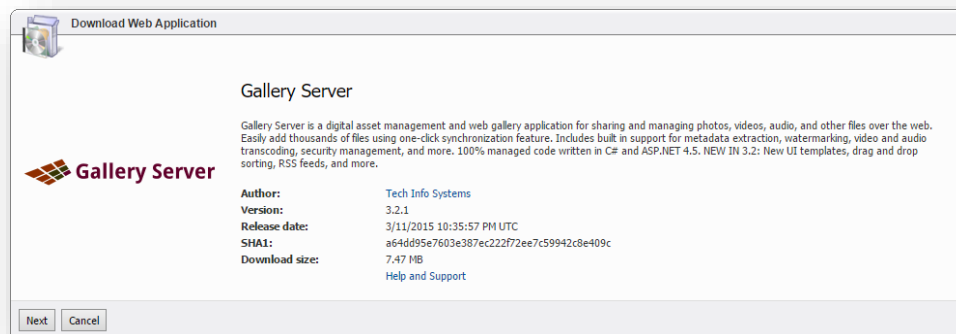 Download Web Application
Gallery Server
Gallery Server is a digital asset management and web gallery application for sharing and managing photos, videos, audio, and other files over the web.
Easily add thousands of files using one-click synchronization feature. Includes built in support for metadata extraction, watermarking, video and audio
transcoding, security management, and more. 100% managed code written in C# and ASP.NET 4.5. NEW IN 3.2: New UI templates, drag and drop
sorting, RSS feeds, and more.
Gallery Server
Author: Tech Info Systems
Version: 3.2.1
Release date: 3/11/2015 10:35:57 PM UTC
SHA1: a64dd95e7603e387ec222f72ee7c59942c8e409c
Download size: 7.47 MB
Help and Support
Next Cancel